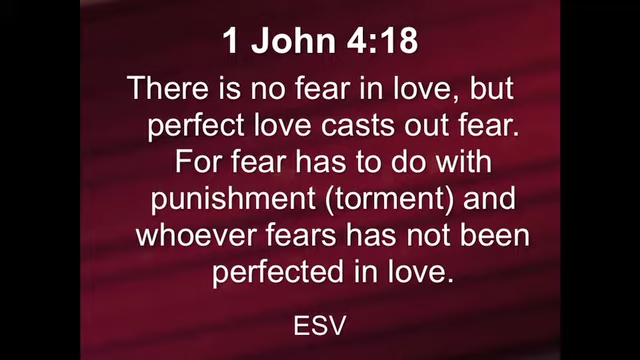 1 John 4:18
There is no fear in love, but
perfect love casts out fear.
For fear has to do with
punishment (torment) and
whoever fears has not been
perfected in love.
ESV